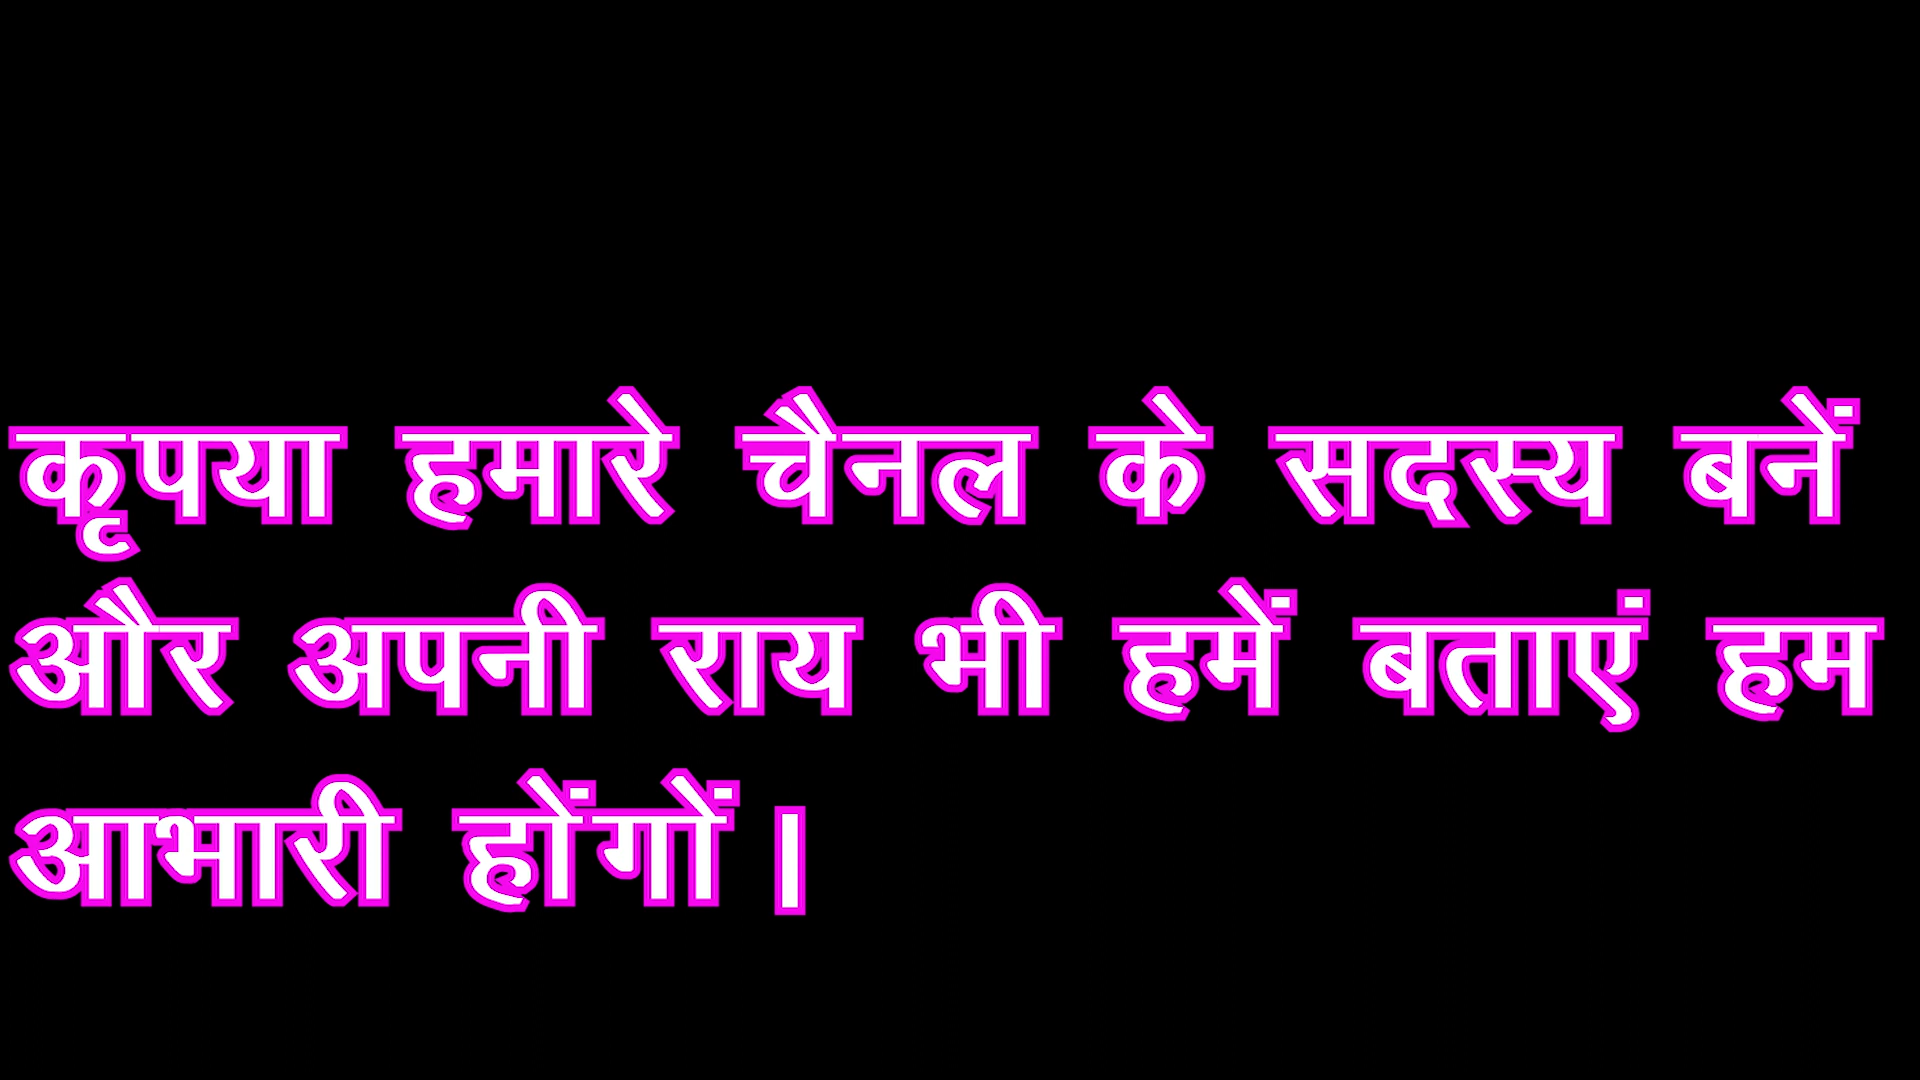 कृपया हमारे चैनल के सदस्य बनें
और अपनी राय भी हमें बताएं हम
आभारी होंगों।